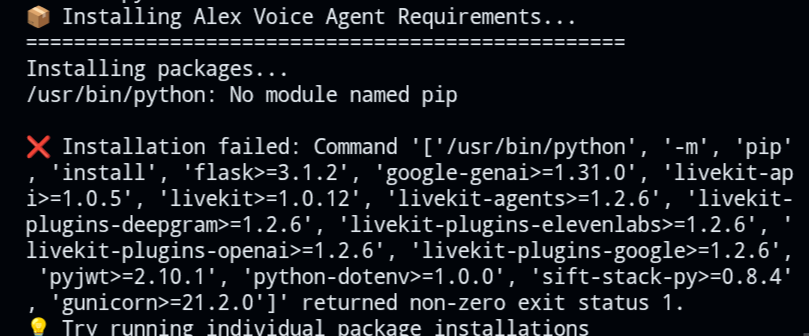 📦 Installing Alex Voice Agent Requirements...
==================================================
Installing packages...
/usr/bin/python: No module named pip
❌ Installation failed: Command '['/usr/bin/python', '-m', 'pip'
, 'install', 'flask>=3.1.2', 'google-genai>=1.31.0', 'livekit-ap
i>=1.0.5', 'livekit>=1.0.12', 'livekit-agents>=1.2.6', 'livekit-
plugins-deepgram>=1.2.6', 'livekit-plugins-elevenlabs>=1.2.6', '
livekit-plugins-openai>=1.2.6', 'livekit-plugins-google>=1.2.6',
'pyjwt>=2.10.1', 'python-dotenv>=1.0.0', 'sift-stack-py>=0.8.4'
, 'gunicorn>=21.2.0']' returned non-zero exit status 1.
💡 Try running individual package installations